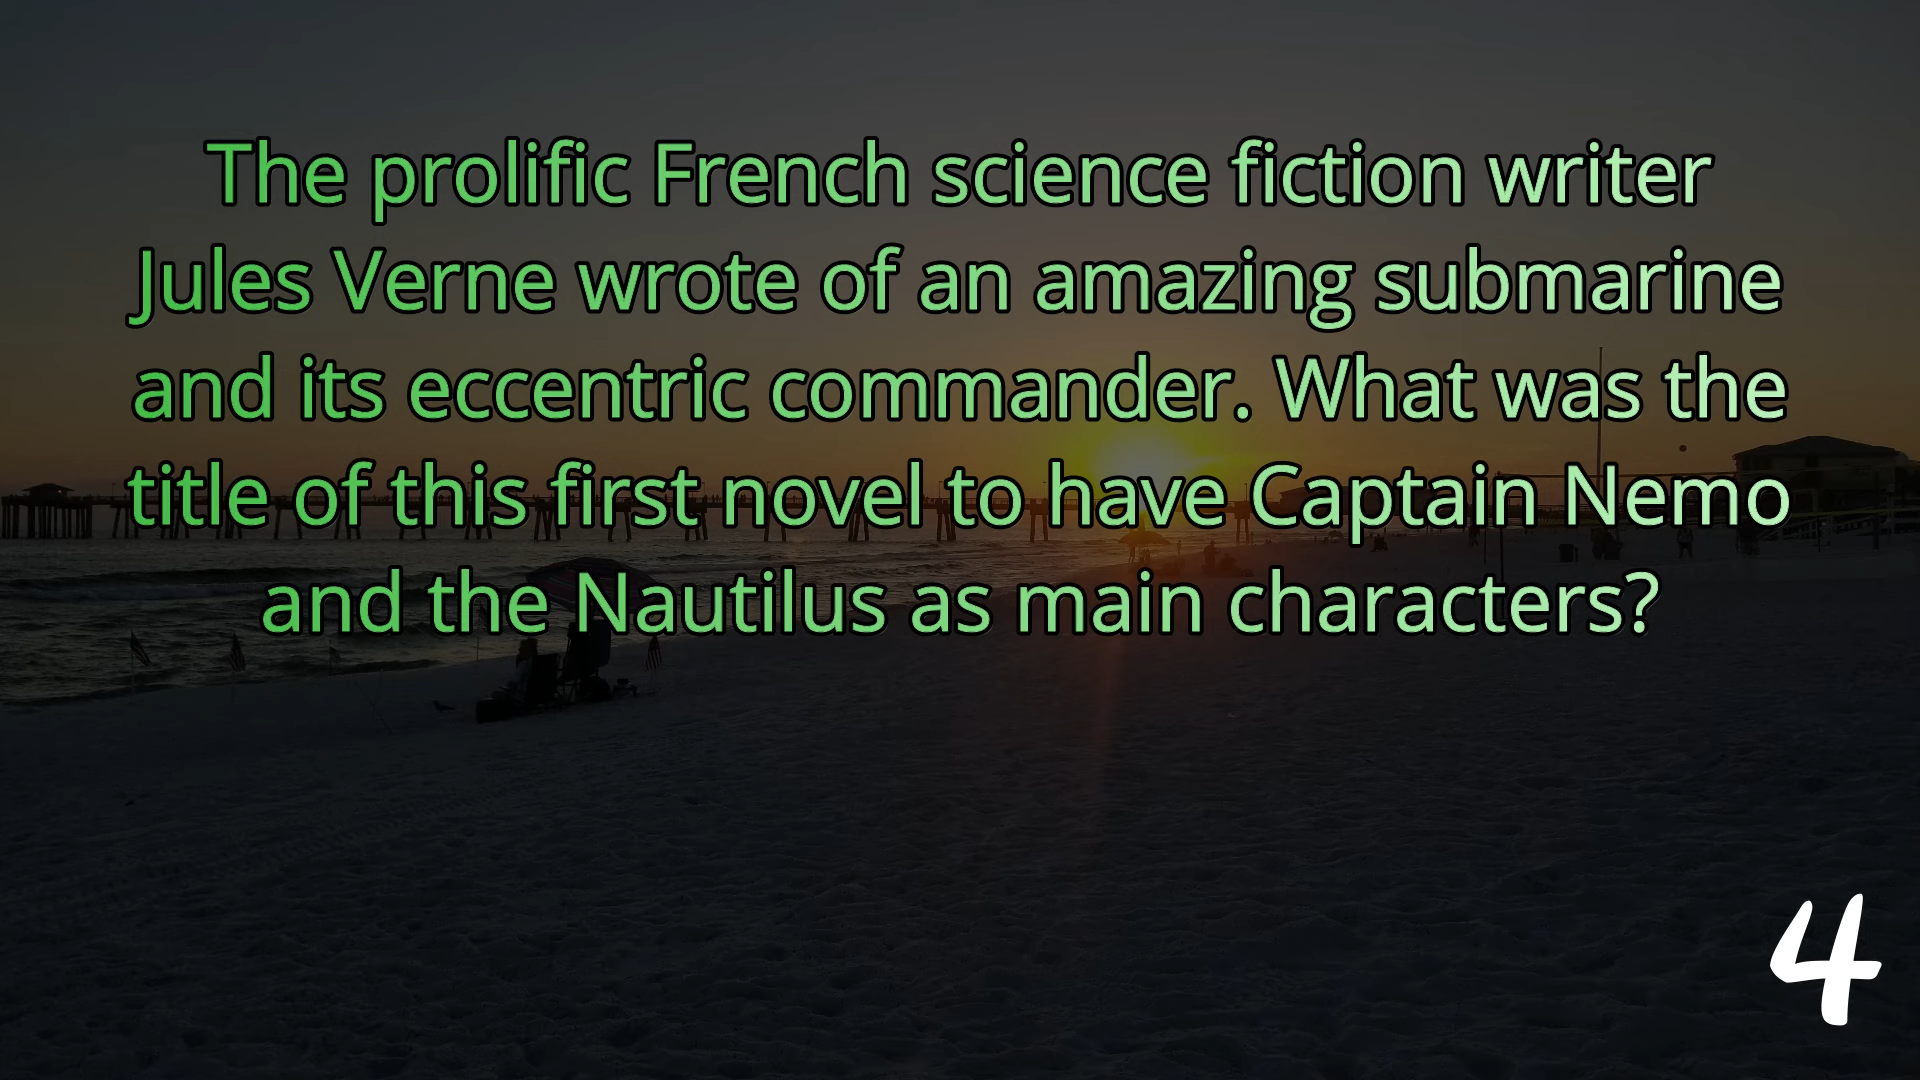 The prolific French science fiction writer
Jules Verne wrote of an amazing submarine
and its eccentric commander. What was the
title of this first novel to have Captain Nemo
and the Nautilus as main characters?
4